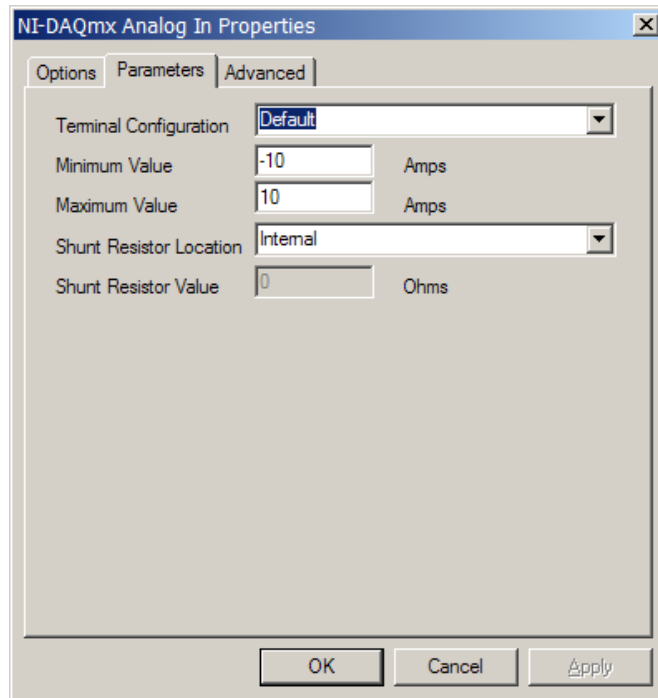 NI-DAQmx Analog In Properties
Options Parameters Advanced
Terminal Configuration Default
Minimum Value -10 Amps
Maximum Value 10 Amps
Shunt Resistor Location Internal
Shunt Resistor Value 0 Ohms
OK Cancel Apply